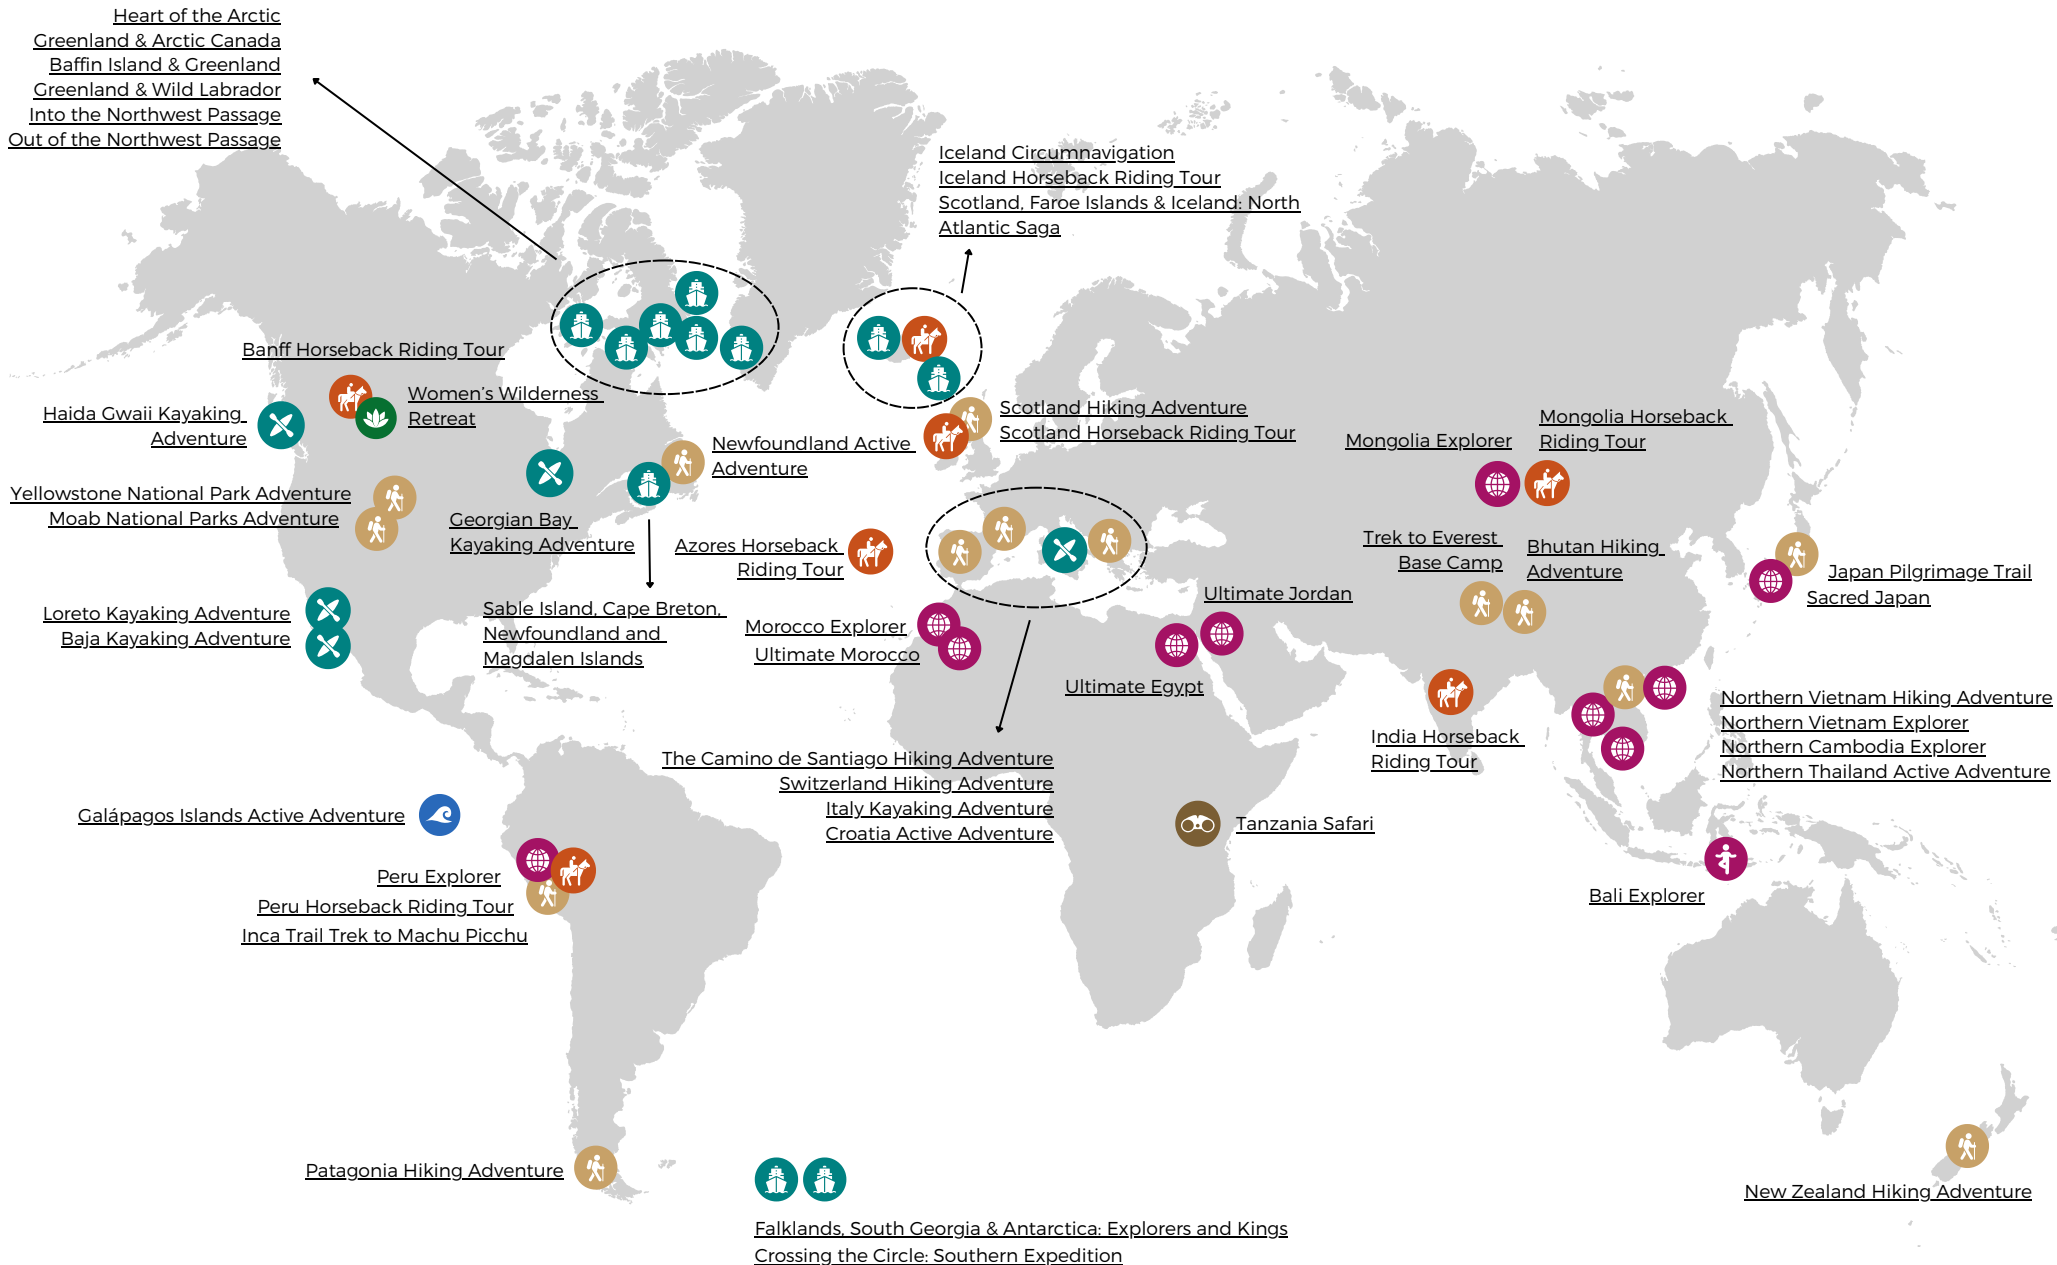 Heart of the Arctic
Greenland & Arctic Canada
Baffin Island & Greenland
Greenland & Wild Labrador
Into the Northwest Passage
Out of the Northwest Passage
Iceland Circumnavigation
Iceland Horseback Riding Tour
Scotland, Faroe Islands & Iceland: North
Atlantic Saga
Banff Horseback Riding Tour
Women's Wilderness
Retreat
Haida Gwaii Kayaking
Adventure
Newfoundland Active
Adventure
Scotland Hiking Adventure
Scotland Horseback Riding Tour
Mongolia Explorer
Mongolia Horseback
Riding Tour
Yellowstone National Park Adventure
Moab National Parks Adventure
Georgian Bay
Kayaking Adventure
Azores Horseback
Riding Tour
Trek to Everest
Base Camp
Bhutan Hiking
Adventure
Japan Pilgrimage Trail
Sacred Japan
Loreto Kayaking Adventure
Baja Kayaking Adventure
Sable Island, Cape Breton,
Newfoundland and
Magdalen Islands
Morocco Explorer
Ultimate Morocco
Ultimate Jordan
Ultimate Egypt
India Horseback
Riding Tour
Northern Vietnam Hiking Adventure
Northern Vietnam Explorer
Northern Cambodia Explorer
Northern Thailand Active Adventure
The Camino de Santiago Hiking Adventure
Switzerland Hiking Adventure
Italy Kayaking Adventure
Croatia Active Adventure
Galápagos Islands Active Adventure
Tanzania Safari
Peru Explorer
Peru Horseback Riding Tour
Inca Trail Trek to Machu Picchu
Bali Explorer
Patagonia Hiking Adventure
New Zealand Hiking Adventure
Falklands, South Georgia & Antarctica: Explorers and Kings
Crossing the Circle: Southern Expedition